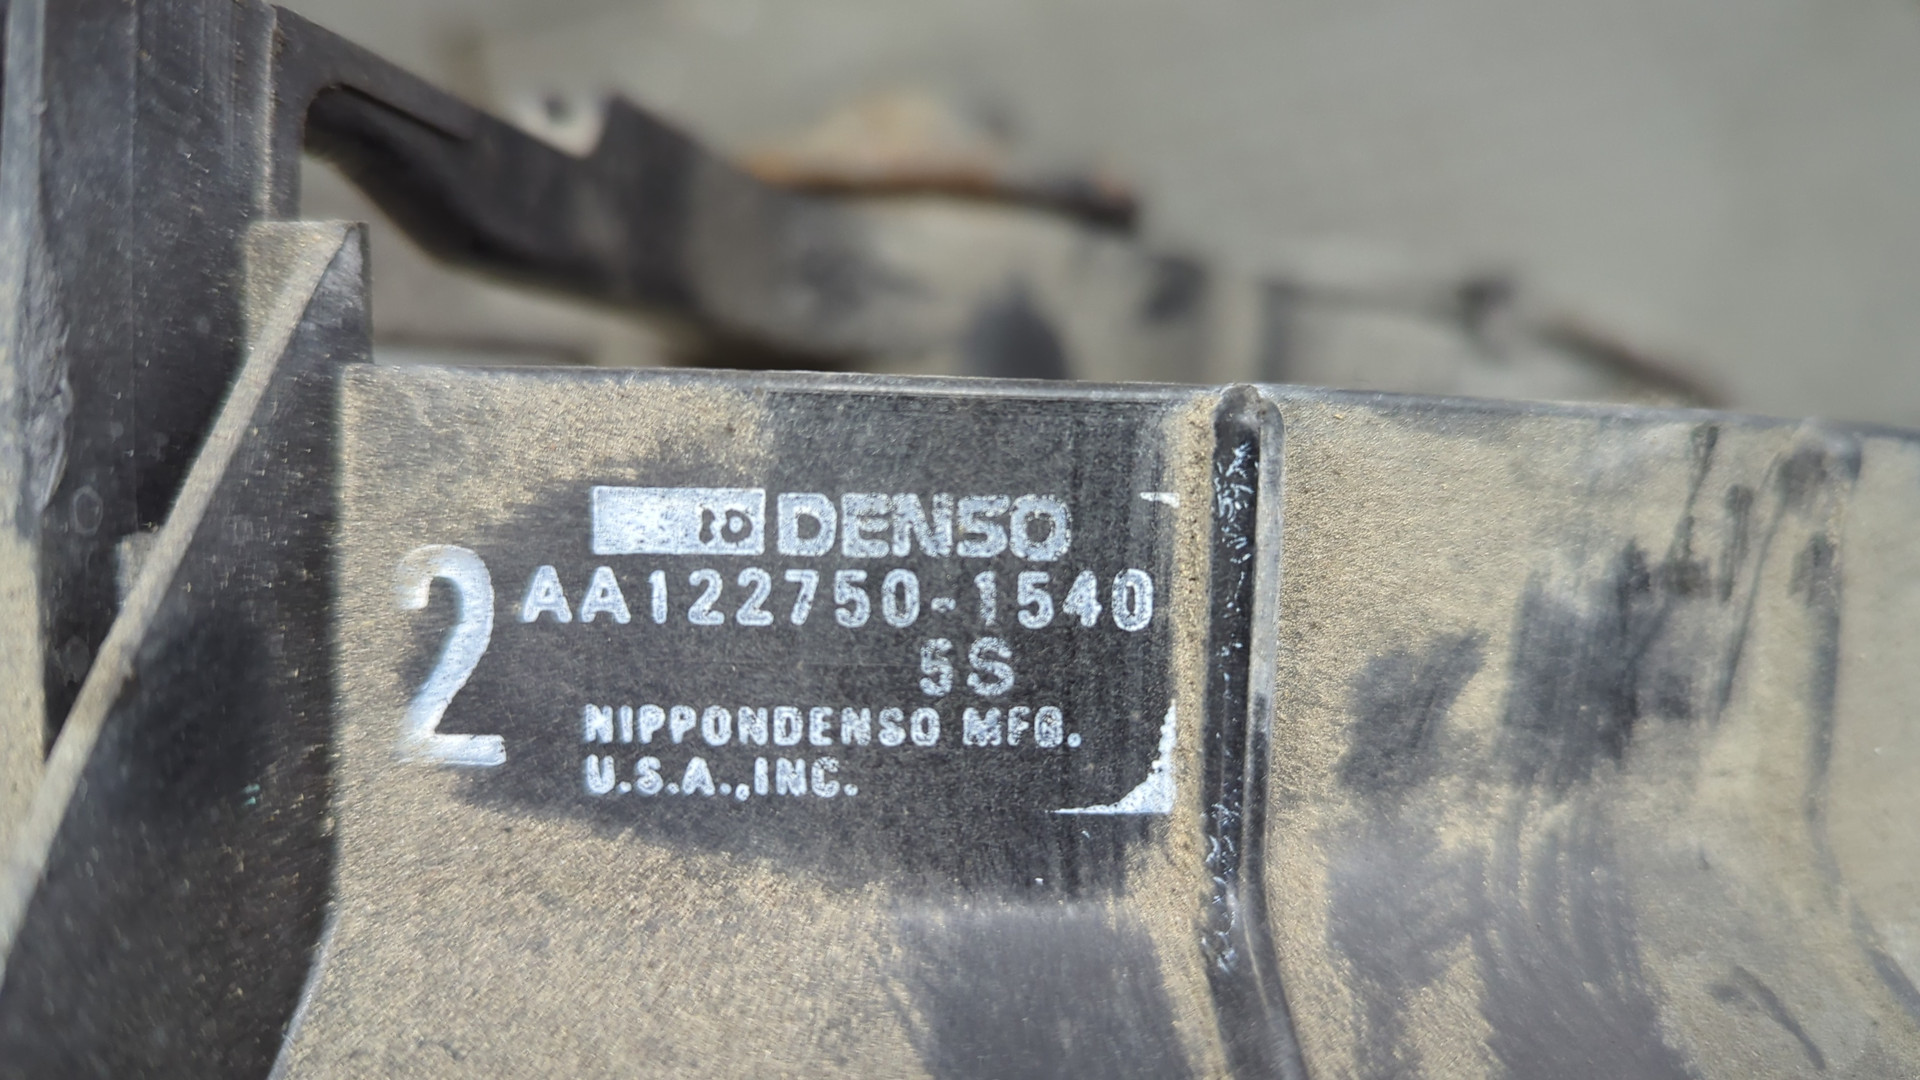 DENSO
2
AA122750-1540
5S
NIPPONDENSO MFG.
U.S.A.,INC.